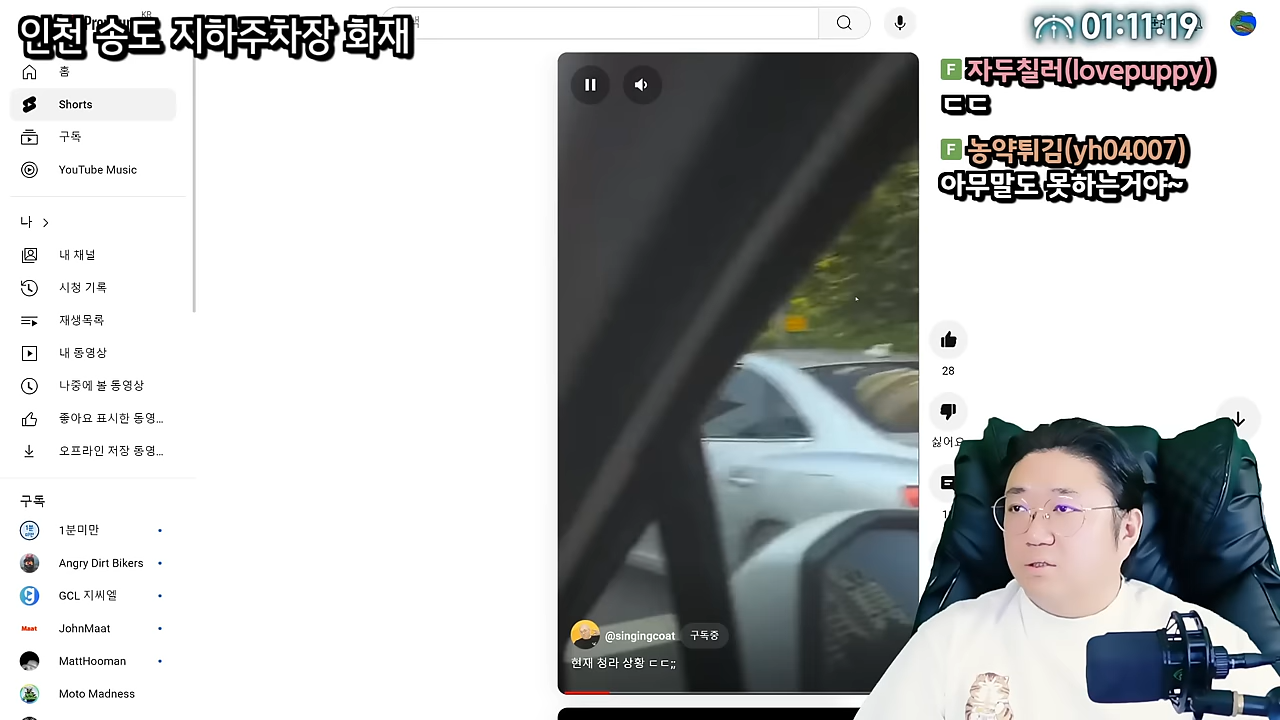 인천 송도 지하주차장 화재
KR
01:11:19
홈
Shorts
구독
YouTube Music
나
내 채널
시청 기록
재생목록
내 동영상
나중에 볼 동영상
좋아요 표시한 동영...
오프라인 저장 동영...
구독
1분미만
Angry Dirt Bikers
GCL 지씨엘
JohnMaat
MattHooman
Moto Madness
@singingcoat 구독중
현재 청라 상황 ㄷㄷ;;
F 자두칠러(lovepuppy)
ㄷㄷ
F 농약튀김(yh04007)
아무말도 못하는거야~
28
싫어요